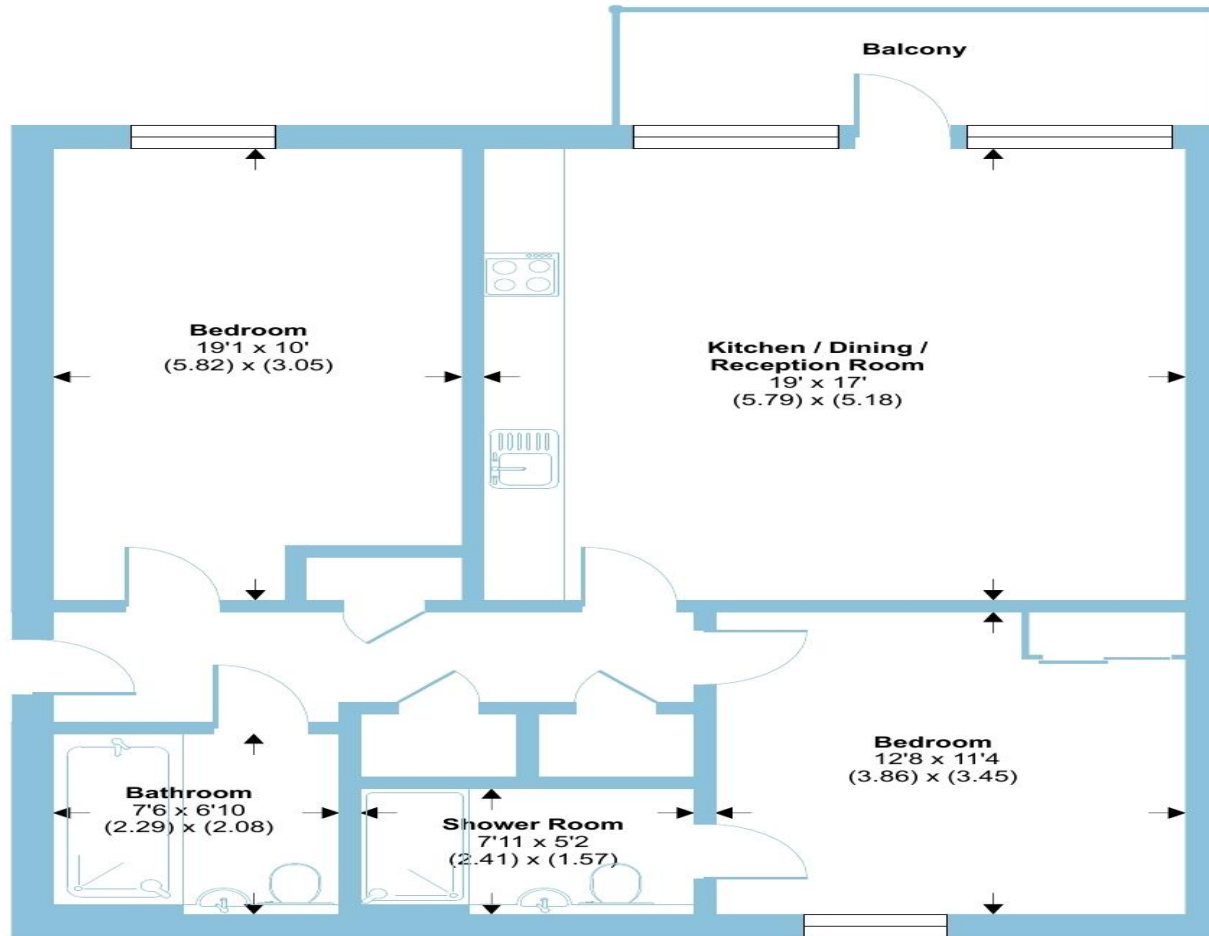 Balcony
Bedroom
19'1 x 10'
(5.82) x (3.05)
Kitchen / Dining /
Reception Room
19' x 17'
(5.79) x (5.18)
Bedroom
12'8 x 11'4
(3.86) x (3.45)
Bathroom
7'6 x 6'10
(2.29) x (2.08)
Shower Room
7'11 x 5'2
(2.41) x (1.57)